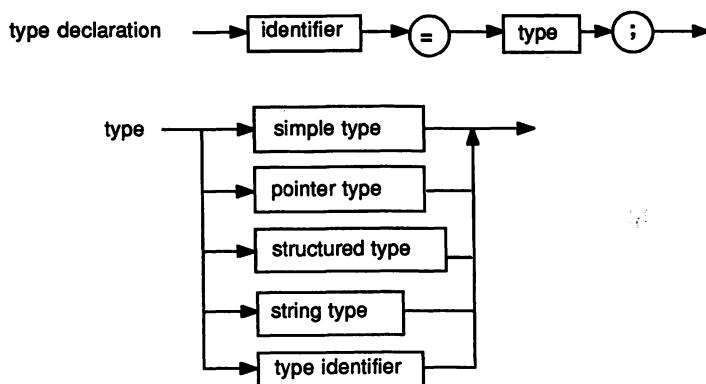 type declaration identifier = type ;
type simple type
pointer type
structured type
string type
type identifier